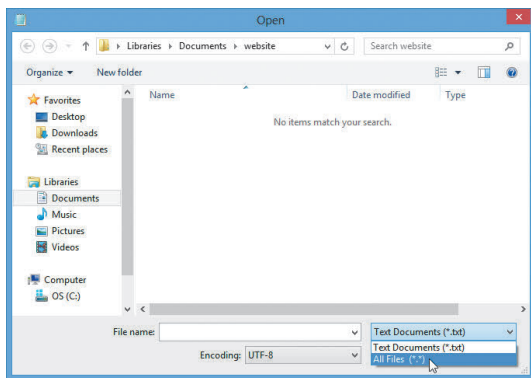 Open
Libraries Documents website
Search website
Organize New folder
Name Date modified Type
No items match your search.
Favorites
Desktop
Downloads
Recent places
Libraries
Documents
Music
Pictures
Videos
Computer
OS (C:)
File name:
Text Documents (*.txt)
Text Documents (*.txt)
All Files (*.*)
Encoding: UTF-8